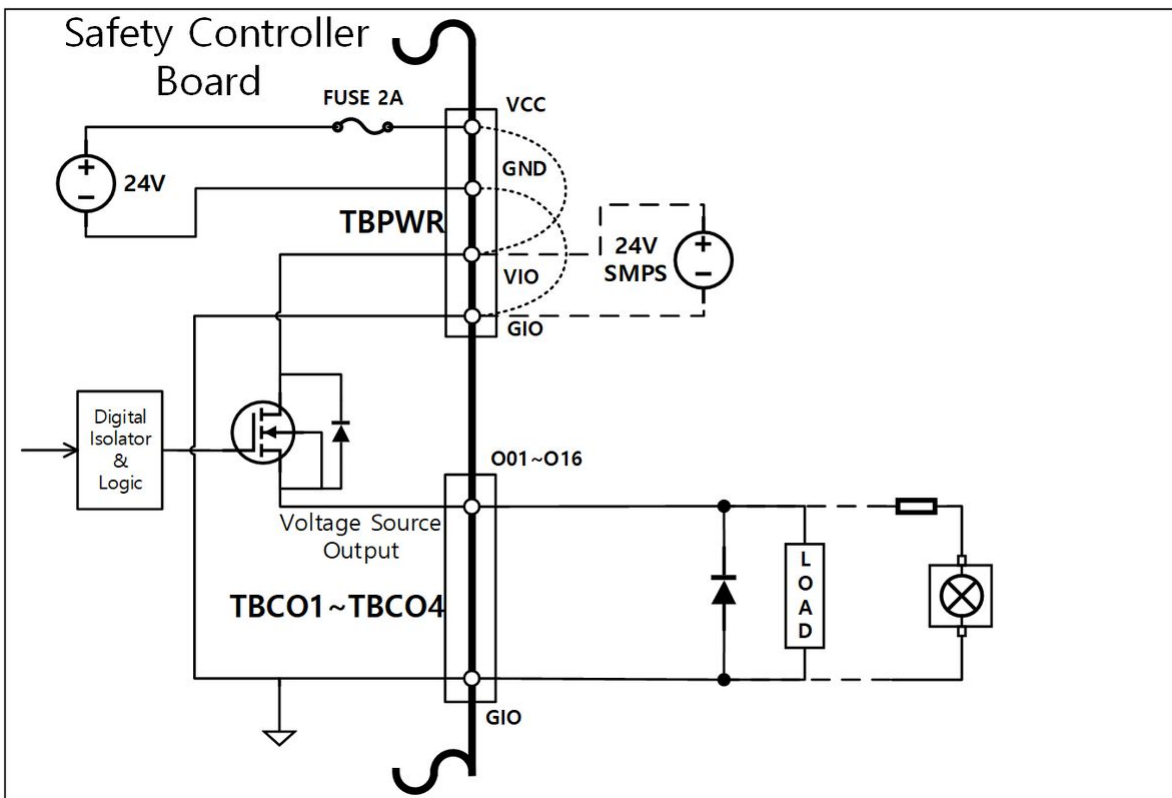 Safety Controller
Board
FUSE 2A
VCC
+
-
24V
GND
TBPWR
24V
SMPS
+
-
VIO
GIO
Digital
Isolator
&
Logic
O01~O16
Voltage Source
Output
TBCO1~TBCO4
L
O
A
D
GIO